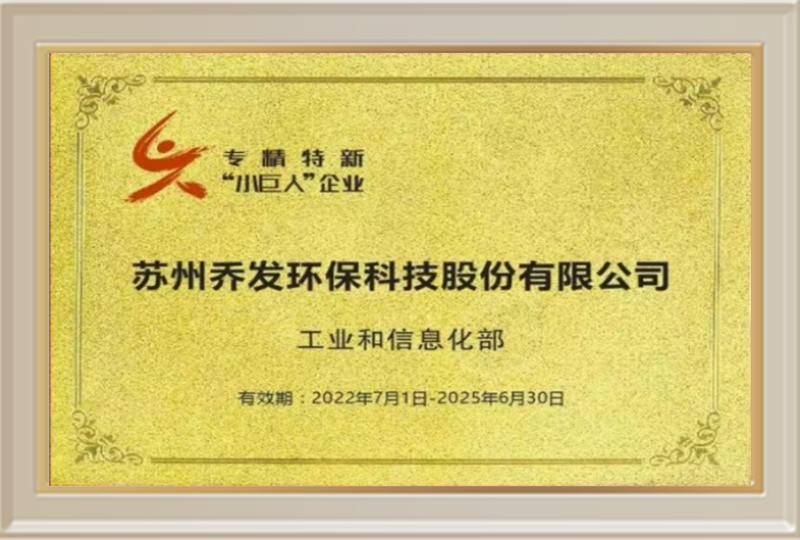 专精特新
“小巨人”企业
苏州乔发环保科技股份有限公司
工业和信息化部
有效期：2022年7月1日-2025年6月30日